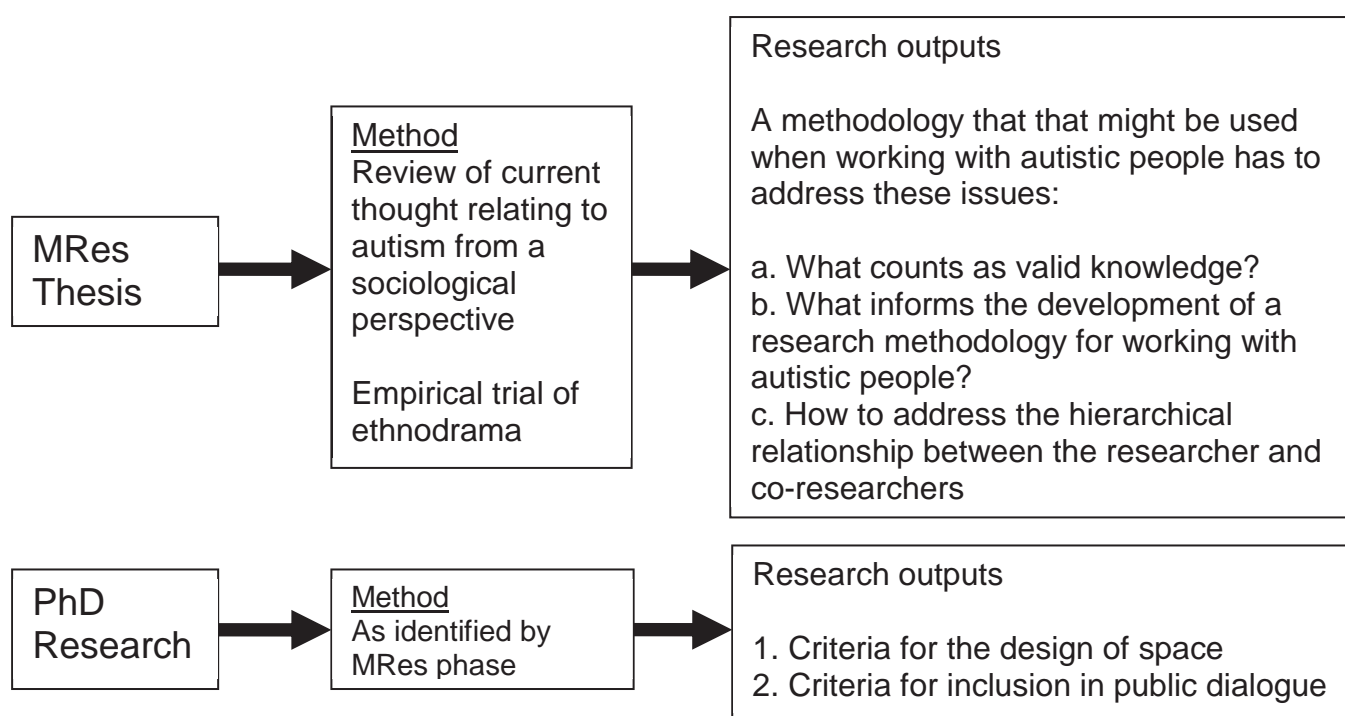 MRes
Thesis
Method
Review of current
thought relating to
autism from a
sociological
perspective
Empirical trial of
ethnodrama
Research outputs
A methodology that that might be used
when working with autistic people has to
address these issues:
a. What counts as valid knowledge?
b. What informs the development of a
research methodology for working with
autistic people?
c. How to address the hierarchical
relationship between the researcher and
co-researchers
PhD
Research
Method
As identified by
MRes phase
Research outputs
1. Criteria for the design of space
2. Criteria for inclusion in public dialogue